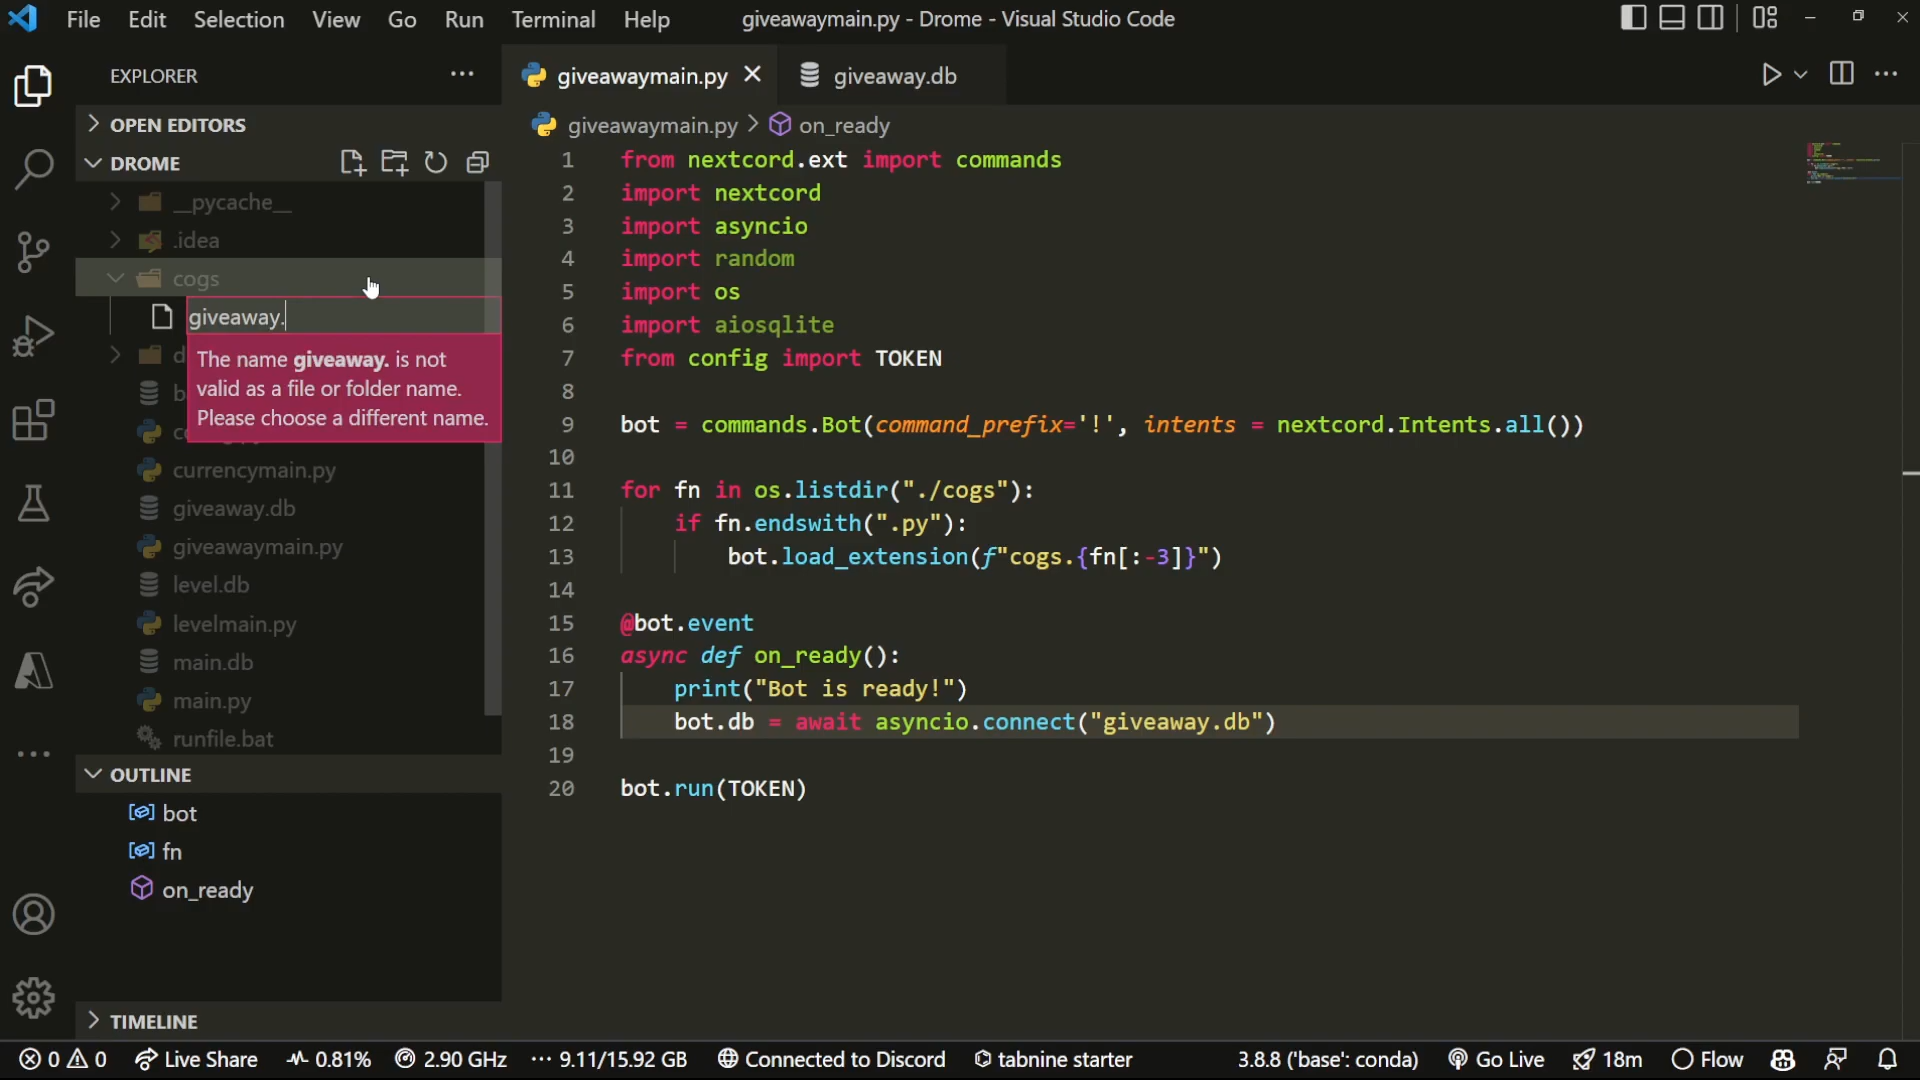 File Edit Selection View Go Run Terminal Help giveawaymain.py - Drome - Visual Studio Code
EXPLORER
giveawaymain.py giveaway.db
OPEN EDITORS
giveawaymain.py > on_ready
DROME
__pycache__
.idea
cogs
giveaway.
The name giveaway. is not
valid as a file or folder name.
Please choose a different name.
currencymain.py
giveaway.db
giveawaymain.py
level.db
levelmain.py
main.db
main.py
runfile.bat
OUTLINE
bot
fn
on_ready
TIMELINE
1 from nextcord.ext import commands
2 import nextcord
3 import asyncio
4 import random
5 import os
6 import aiosqlite
7 from config import TOKEN
8
9 bot = commands.Bot(command_prefix='!', intents = nextcord.Intents.all())
10
11 for fn in os.listdir("./cogs"):
12 if fn.endswith(".py"):
13 bot.load_extension(f"cogs.{fn[:-3]}")
14
15 @bot.event
16 async def on_ready():
17 print("Bot is ready!")
18 bot.db = await asyncio.connect("giveaway.db")
19
20 bot.run(TOKEN)
0 0 Live Share 0.81% 2.90 GHz 9.11/15.92 GB Connected to Discord tabnine starter 3.8.8 ('base': conda) Go Live 18m Flow